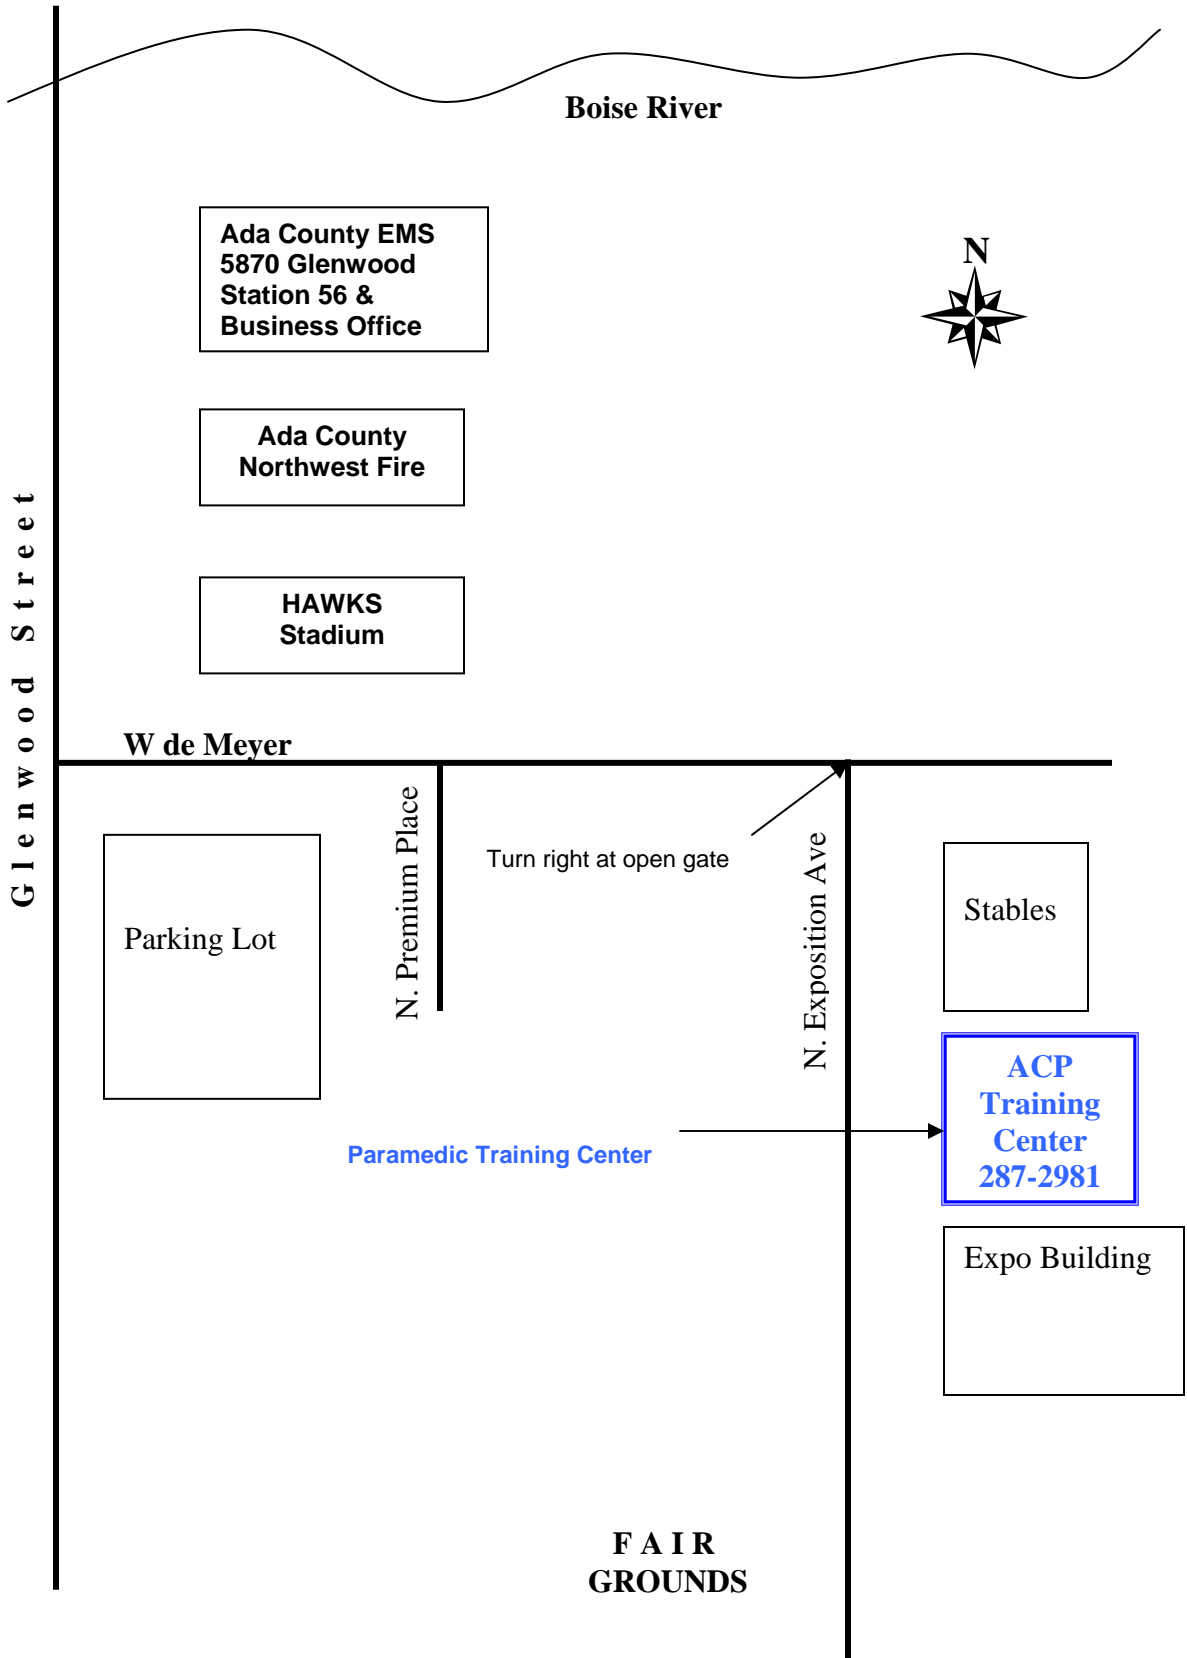 Boise River
Ada County EMS
5870 Glenwood
Station 56 &
Business Office
N
Ada County
Northwest Fire
Glenwood Street
HAWKS
Stadium
W de Meyer
N. Premium Place
Turn right at open gate
N. Exposition Ave
Stables
Parking Lot
ACP
Training
Center
287-2981
Paramedic Training Center
Expo Building
FAIR
GROUNDS